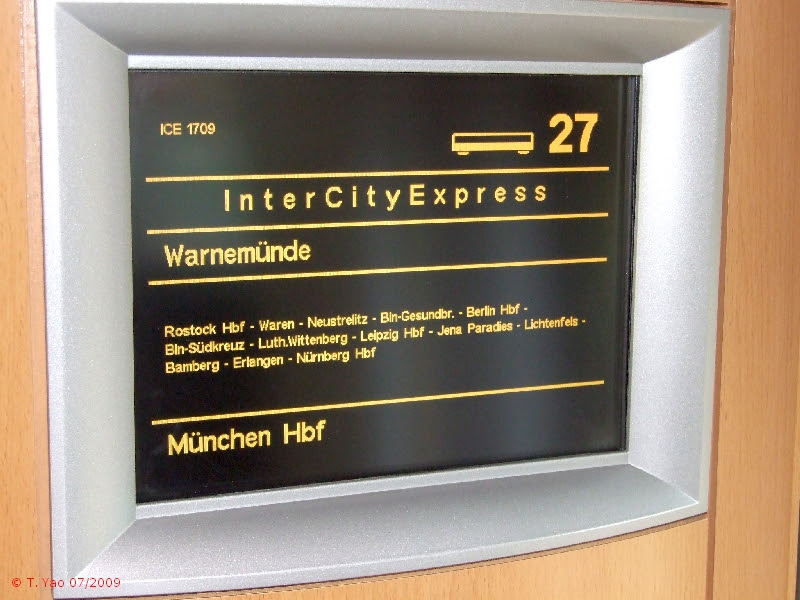 ICE 1709
27
InterCityExpress
Warnemünde
Rostock Hbf - Waren - Neustrelitz - Bln-Gesundbr. - Berlin Hbf -
Bln-Südkreuz - Luth.Wittenberg - Leipzig Hbf - Jena Paradies - Lichtenfels -
Bamberg - Erlangen - Nürnberg Hbf
München Hbf
© T. Yao 07/2009